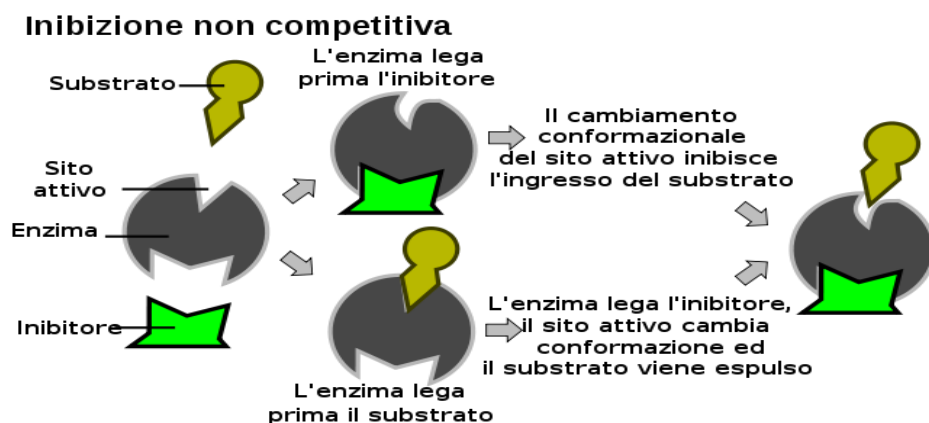 Inibizione non competitiva
Substrato
Sito
attivo
Enzima
Inibitore
L'enzima lega
prima l'inibitore
Il cambiamento
conformazionale
del sito attivo inibisce
l'ingresso del substrato
L'enzima lega
prima il substrato
L'enzima lega l'inibitore,
il sito attivo cambia
conformazione ed
il substrato viene espulso